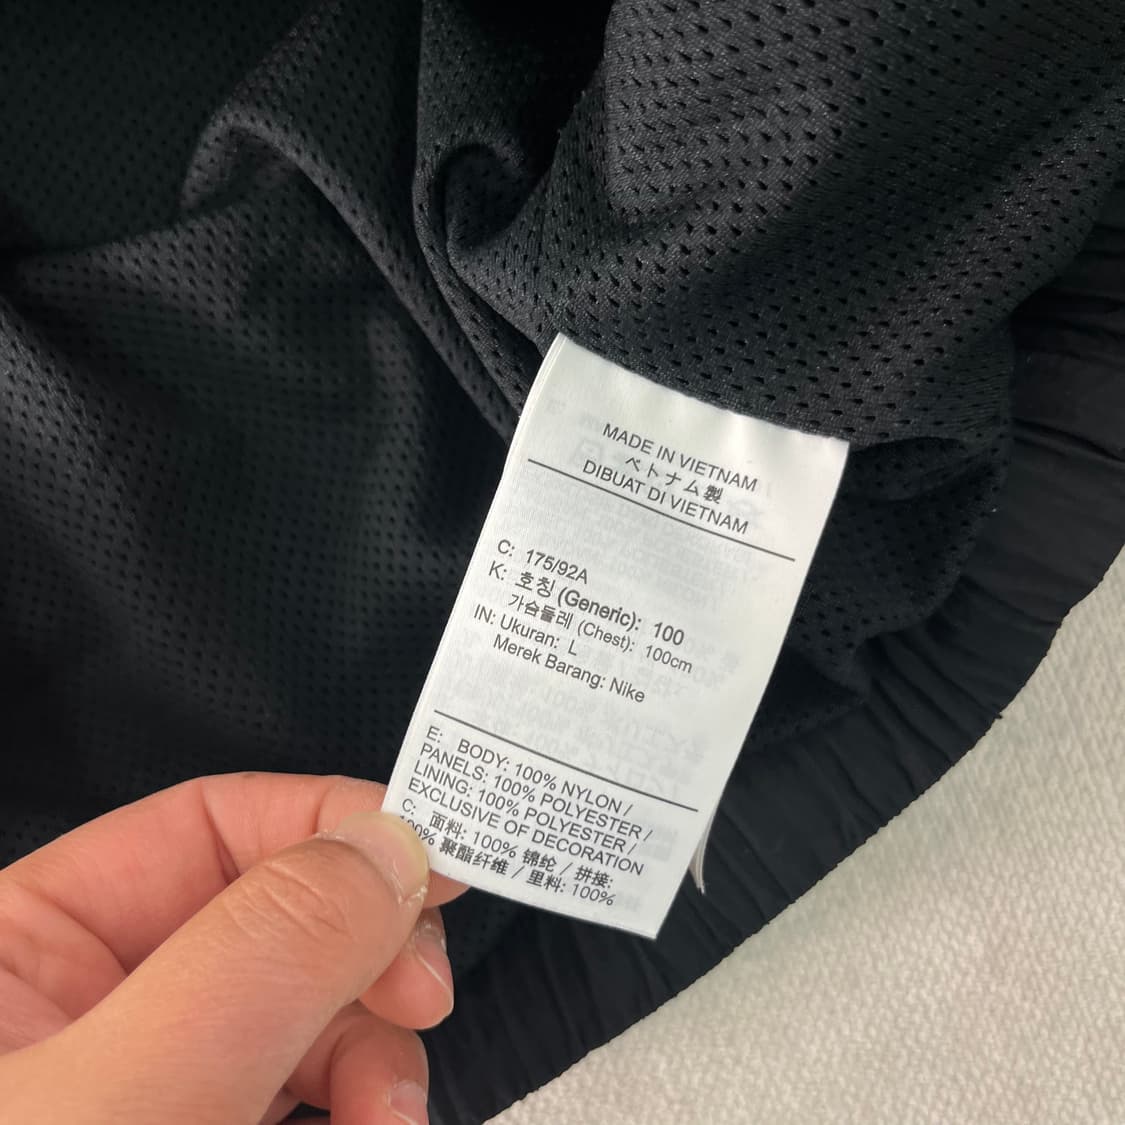 MADE IN VIETNAM
ベトナム製
DIBUAT DI VIETNAM
C: 175/92A
K: 호칭 (Generic): 100
가슴둘레 (Chest): 100cm
IN: Ukuran: L
Merek Barang: Nike
E: BODY: 100% NYLON /
PANELS: 100% POLYESTER /
LINING: 100% POLYESTER /
EXCLUSIVE OF DECORATION
C: 面料: 100% 锦纶 / 拼接:
100% 聚酯纤维 / 里料: 100%